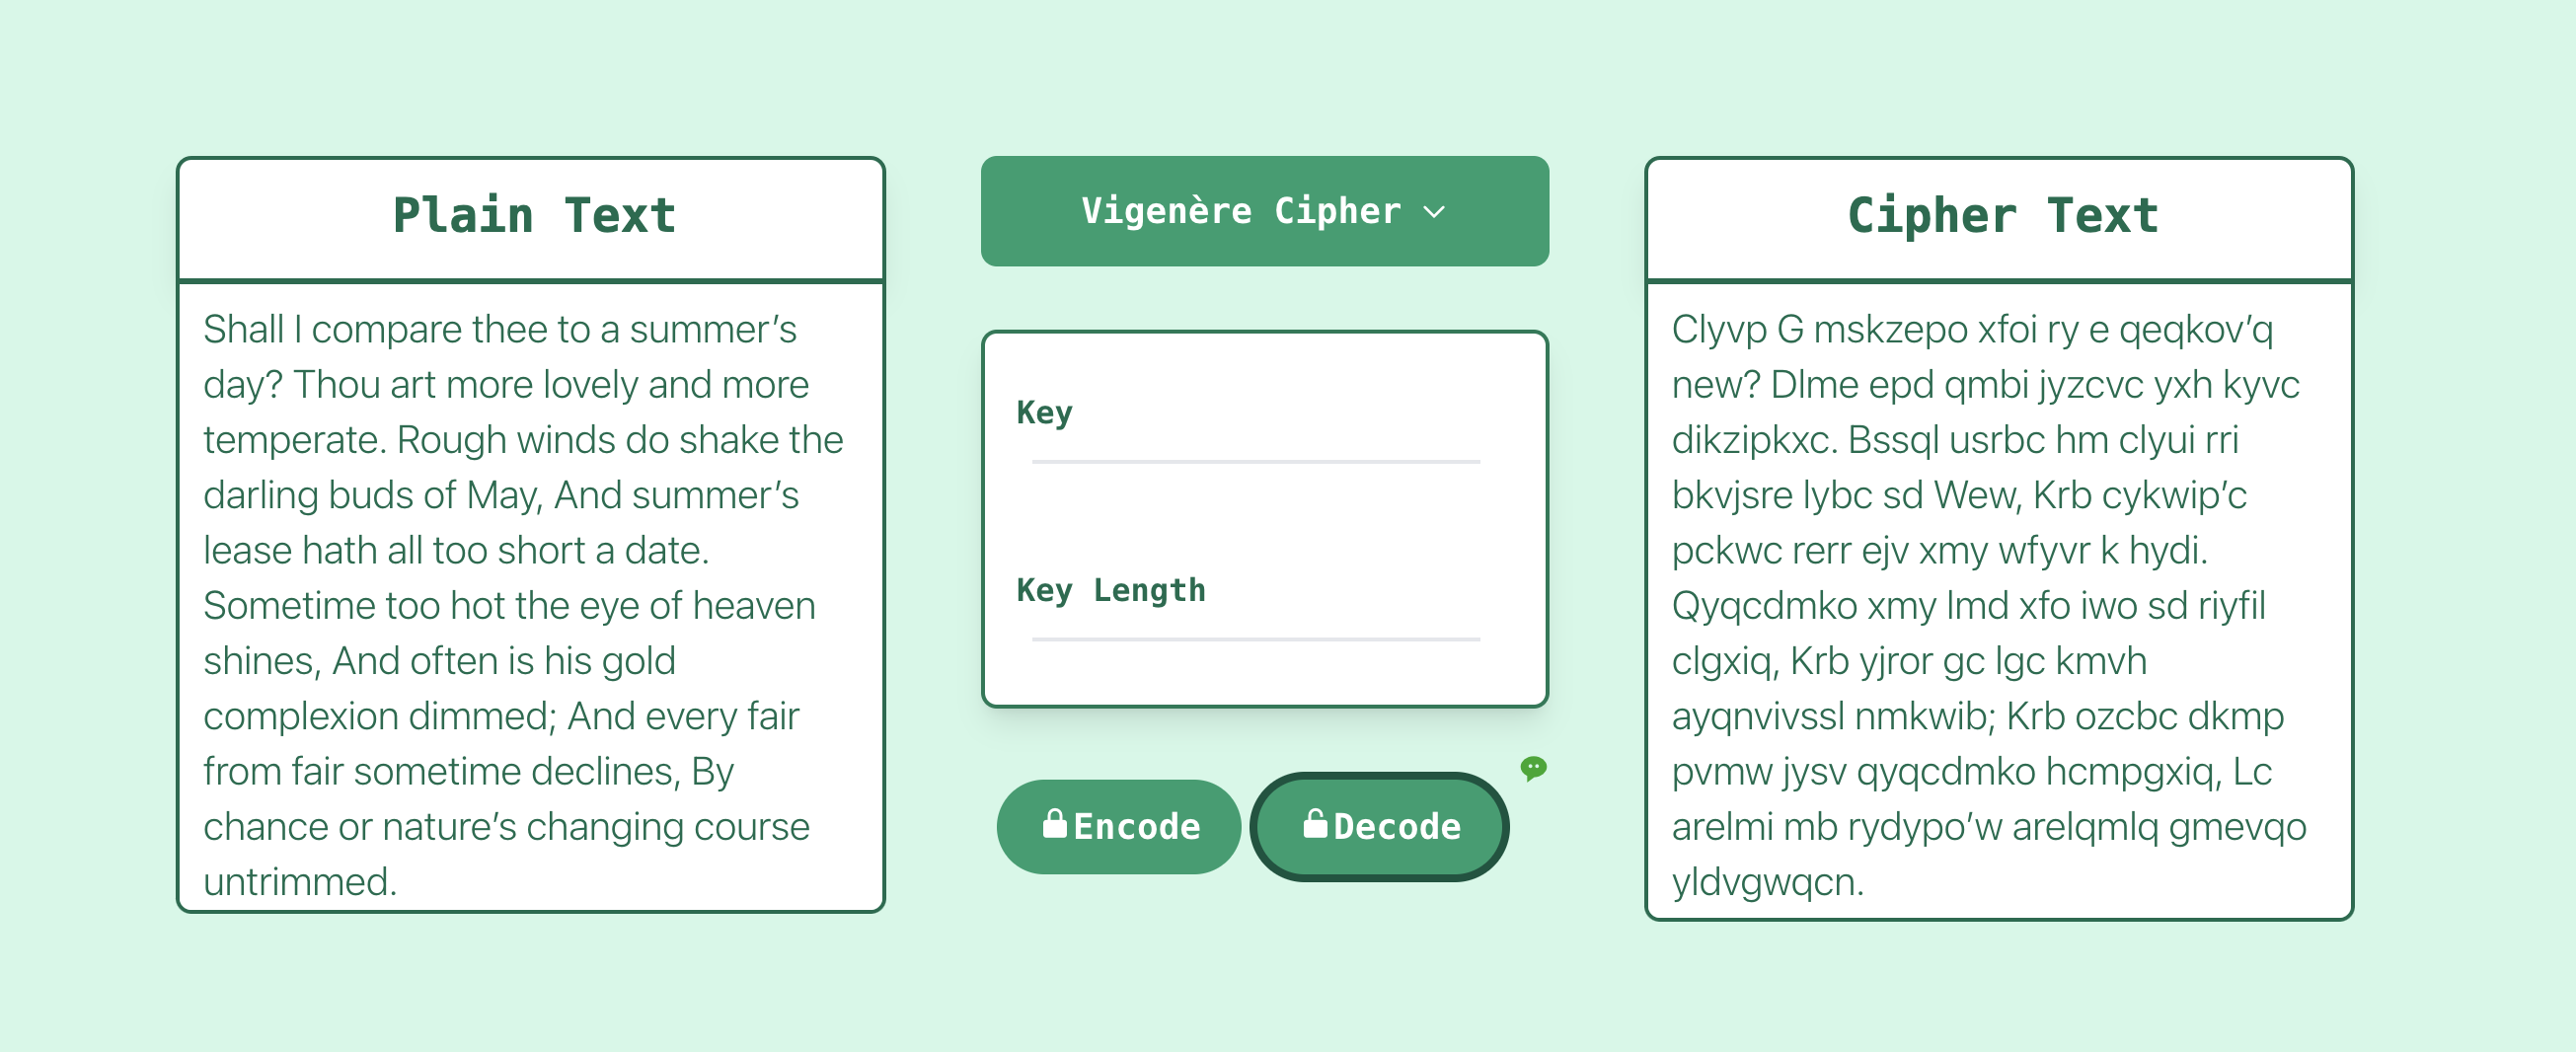 Plain Text
Shall I compare thee to a summer’s
day? Thou art more lovely and more
temperate. Rough winds do shake the
darling buds of May, And summer’s
lease hath all too short a date.
Sometime too hot the eye of heaven
shines, And often is his gold
complexion dimmed; And every fair
from fair sometime declines, By
chance or nature’s changing course
untrimmed.
Vigenère Cipher
Key
Key Length
Encode
Decode
Cipher Text
Clyvp G mskzepo xfoi ry e qeqkov’q
new? Dlme epd qmbi jyzcvc yxh kyvc
dikzipkxc. Bssql usrbc hm clyui rri
bkvjsre lybc sd Wew, Krb cykwip’c
pckwc rerr ejv xmy wfyvr k hydi.
Qyqcdmko xmy lmd xfo iwo sd riyfil
clgxiq, Krb yjror gc lgc kmvh
ayqnvivssl nmkwib; Krb ozcbc dkmp
pvmw jysv qyqcdmko hcmpgxiq, Lc
arelmi mb rydypo’w arelqmlq gmevqo
yldvgwqcn.